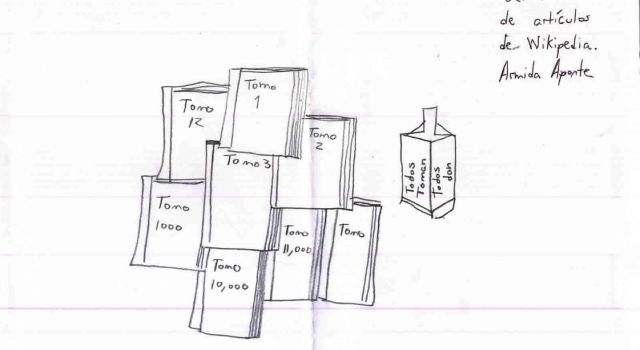 de artículos
de Wikipedia.
Armida Aponte
Tomo
1
Tomo
12
Tomo
2
Tomo 3
Tomo
1000
Tomo
11,000
Tomo
Tomo
10,000
Todos
Toman
Todos
dan